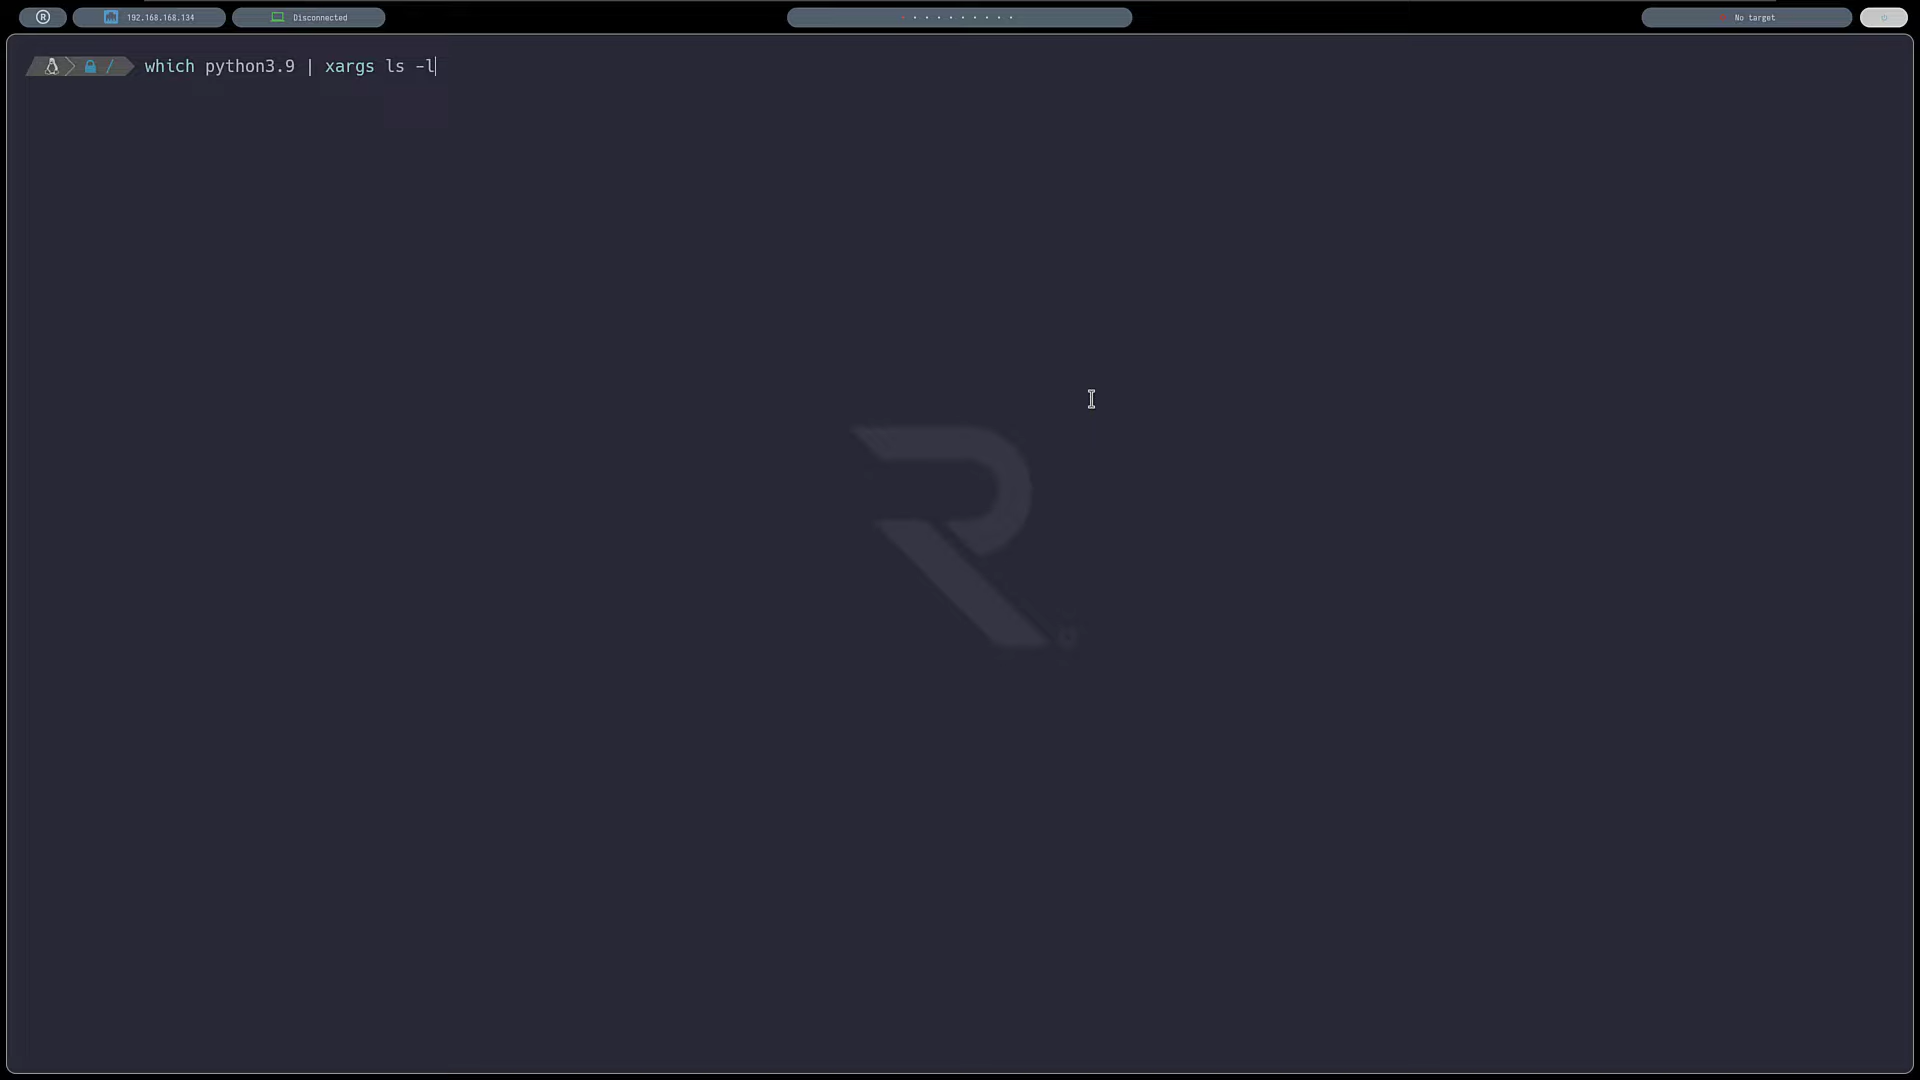 R 192.168.168.134 Disconnected No target
/ which python3.9 | xargs ls -l
R